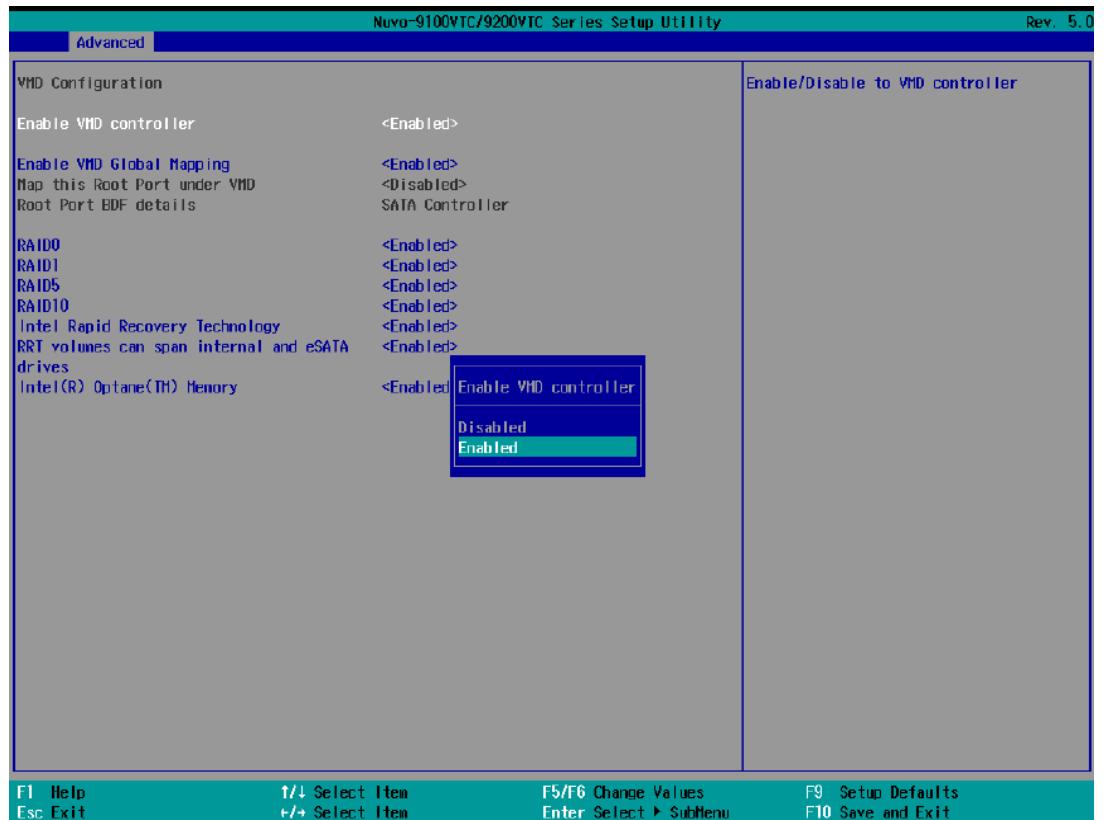 Nuvo-9100VTC/9200VTC Series Setup Utility Rev. 5.0
Advanced
VMD Configuration
Enable/Disable to VMD controller
Enable VMD controller <Enabled>
Enable VMD Global Mapping <Enabled>
Map this Root Port under VMD <Disabled>
Root Port BDF details SATA Controller
RAID0 <Enabled>
RAID1 <Enabled>
RAID5 <Enabled>
RAID10 <Enabled>
Intel Rapid Recovery Technology <Enabled>
RRT volumes can span internal and eSATA <Enabled>
drives
Intel(R) Optane(TM) Memory <Enabled
Enable VMD controller
Disabled
Enabled
F1 Help ↑/↓ Select Item F5/F6 Change Values F9 Setup Defaults
Esc Exit ←/→ Select Item Enter Select ▶ SubMenu F10 Save and Exit